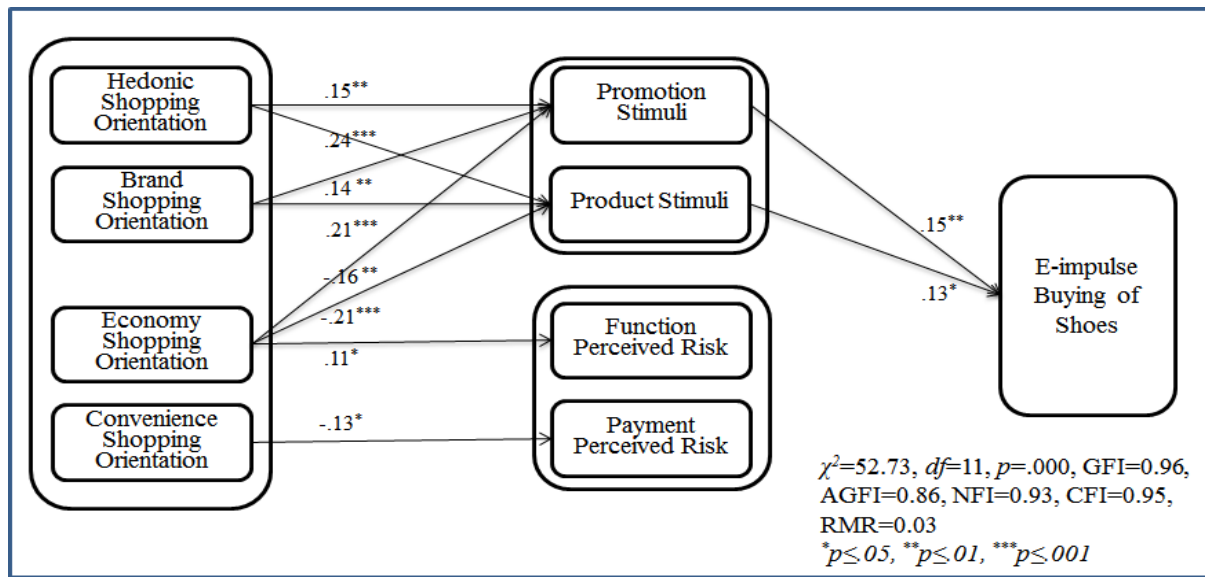 Hedonic
Shopping
Orientation
Brand
Shopping
Orientation
Economy
Shopping
Orientation
Convenience
Shopping
Orientation
.15**
.24***
.14 **
.21***
-.16 **
-.21***
.11*
-.13*
Promotion
Stimuli
Product Stimuli
Function
Perceived Risk
Payment
Perceived Risk
.15**
.13*
E-impulse
Buying of
Shoes
χ²=52.73, df=11, p=.000, GFI=0.96,
AGFI=0.86, NFI=0.93, CFI=0.95,
RMR=0.03
*p≤.05, **p≤.01, ***p≤.001